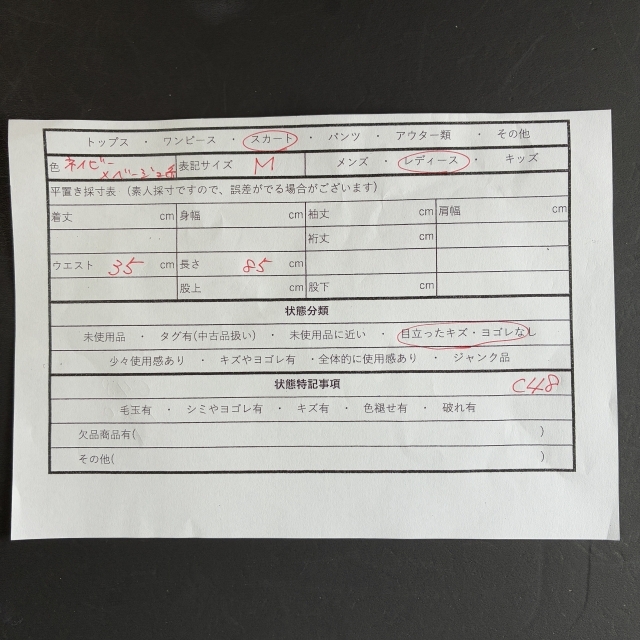 トップス ・ ワンピース ・ スカート ・ パンツ ・ アウター類 ・ その他
色 ネイビー×ベージュ系 表記サイズ M メンズ ・ レディース ・ キッズ
平置き採寸表 (素人採寸ですので、誤差がでる場合がございます)
着丈 cm 身幅 cm 袖丈 cm 肩幅 cm
裄丈 cm
ウエスト 35 cm 長さ 85 cm
股上 cm 股下 cm
状態分類
未使用品 ・ タグ有(中古品扱い) ・ 未使用品に近い ・ 目立ったキズ・ヨゴレなし
少々使用感あり ・ キズやヨゴレ有 ・全体的に使用感あり ・ ジャンク品
状態特記事項 C48
毛玉有 ・ シミやヨゴレ有 ・ キズ有 ・ 色褪せ有 ・ 破れ有
欠品商品有( )
その他( )